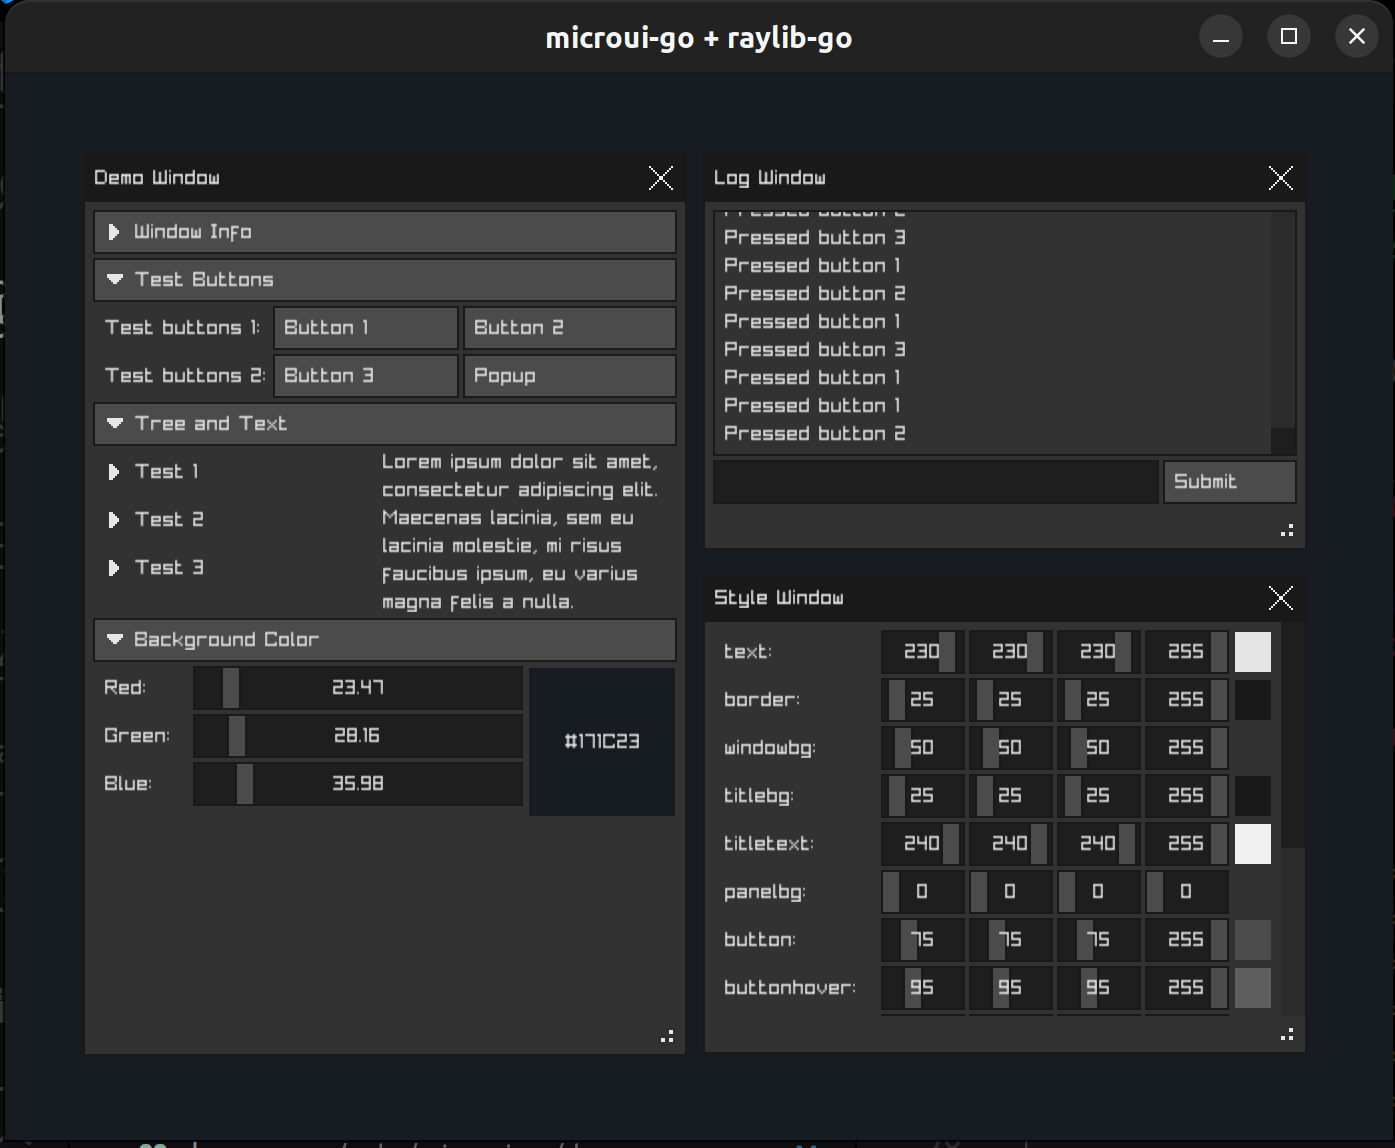 microui-go + raylib-go
Demo Window
Window Info
Test Buttons
Test buttons 1: Button 1 Button 2
Test buttons 2: Button 3 Popup
Tree and Text
Test 1
Test 2
Test 3
Lorem ipsum dolor sit amet,
consectetur adipiscing elit.
Maecenas lacinia, sem eu
lacinia molestie, mi risus
faucibus ipsum, eu varius
magna felis a nulla.
Background Color
Red: 23.47
Green: 28.16
Blue: 35.98
#171C23
Log Window
Pressed button 2
Pressed button 3
Pressed button 1
Pressed button 2
Pressed button 1
Pressed button 3
Pressed button 1
Pressed button 1
Pressed button 2
Submit
Style Window
text: 230 230 230 255
border: 25 25 25 255
windowbg: 50 50 50 255
titlebg: 25 25 25 255
titletext: 240 240 240 255
panelbg: 0 0 0 0
button: 75 75 75 255
buttonhover: 95 95 95 255